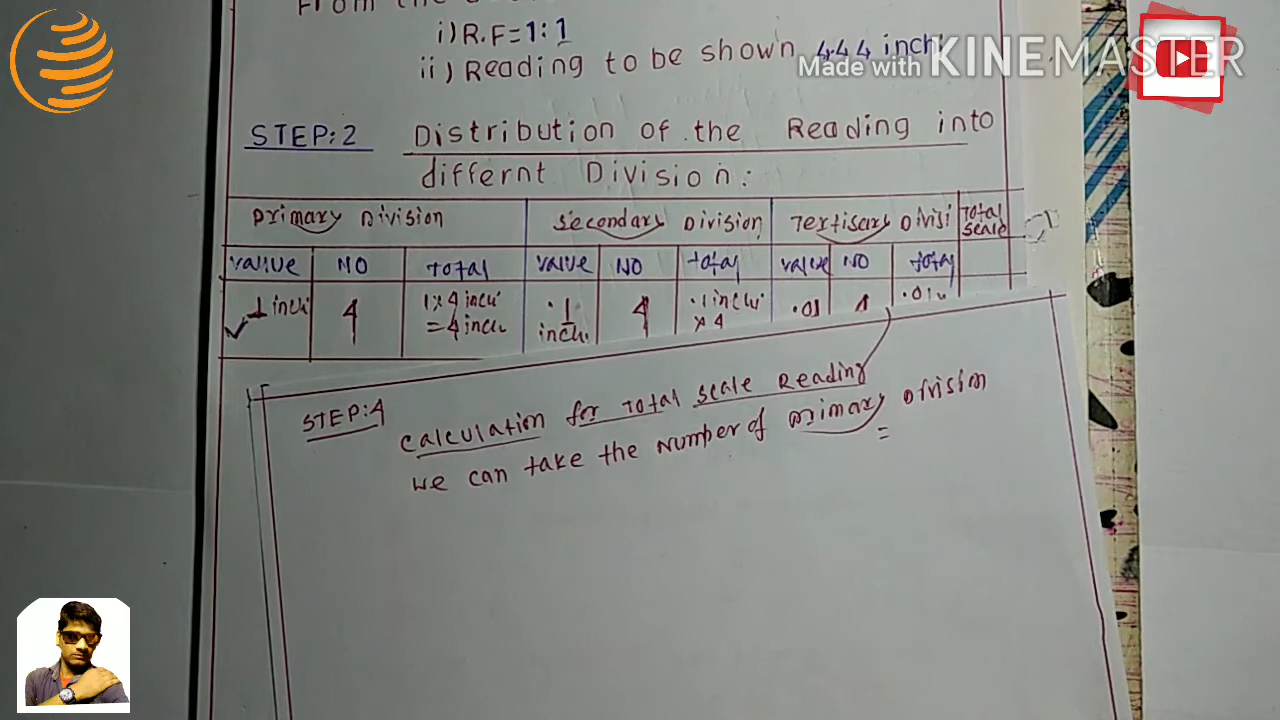 i) R.F=1:1
ii) Reading to be shown 4.44 inch
Made with KINEMASTER
STEP:2 Distribution of the Reading into
differnt Division:
primary Division secondary Division Tertisary Divisi Total scale
value NO Total value NO Total value NO Total
1 inch 4 1x4 inch .1 4 .1 inch .01 4
=4 inch inch. x 4
STEP:4
calculation for Total scale Reading
we can take the Number of primary Division
=